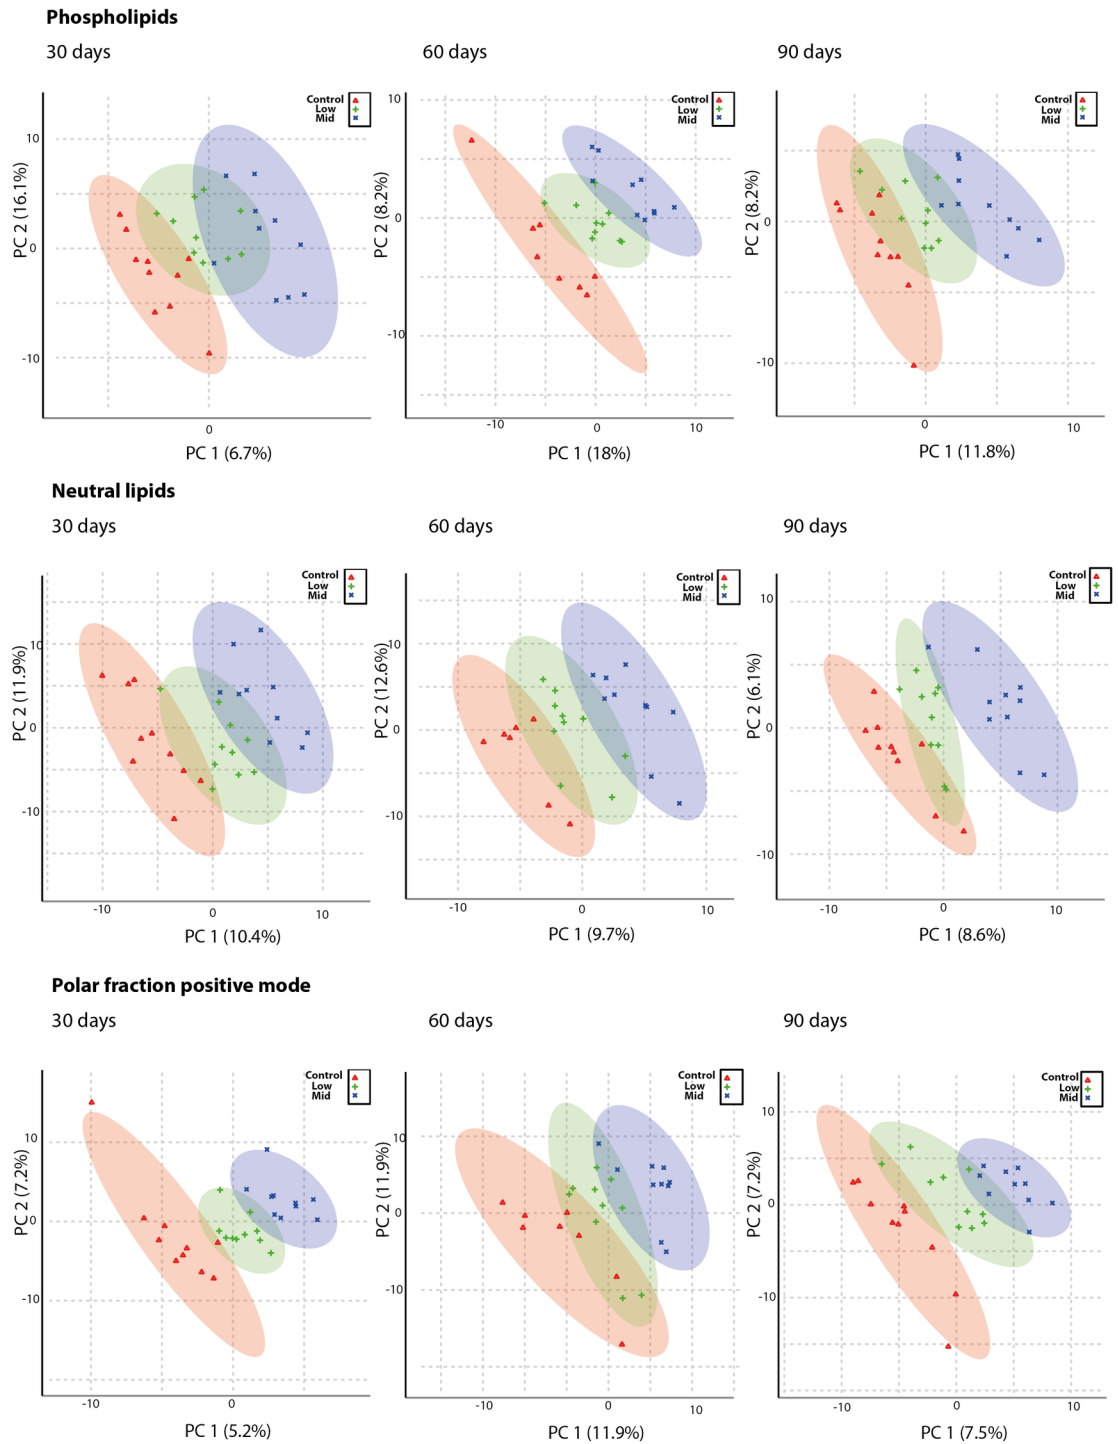 Phospholipids
30 days
60 days
90 days
Control
Low
Mid
10
0
-10
0
PC 2 (16.1%)
PC 1 (6.7%)
Control
Low
Mid
10
0
-10
-10
0
10
PC 2 (8.2%)
PC 1 (18%)
Control
Low
Mid
0
-10
0
10
PC 2 (8.2%)
PC 1 (11.8%)
Neutral lipids
30 days
60 days
90 days
Control
Low
Mid
10
0
-10
-10
0
10
PC 2 (11.9%)
PC 1 (10.4%)
Control
Low
Mid
10
0
-10
-10
0
10
PC 2 (12.6%)
PC 1 (9.7%)
Control
Low
Mid
10
0
-10
-10
0
10
PC 2 (6.1%)
PC 1 (8.6%)
Polar fraction positive mode
30 days
60 days
90 days
Control
Low
Mid
10
0
-10
-10
0
PC 2 (7.2%)
PC 1 (5.2%)
Control
Low
Mid
10
0
-10
-10
0
10
PC 2 (11.9%)
PC 1 (11.9%)
Control
Low
Mid
10
0
-10
-10
0
10
PC 2 (7.2%)
PC 1 (7.5%)